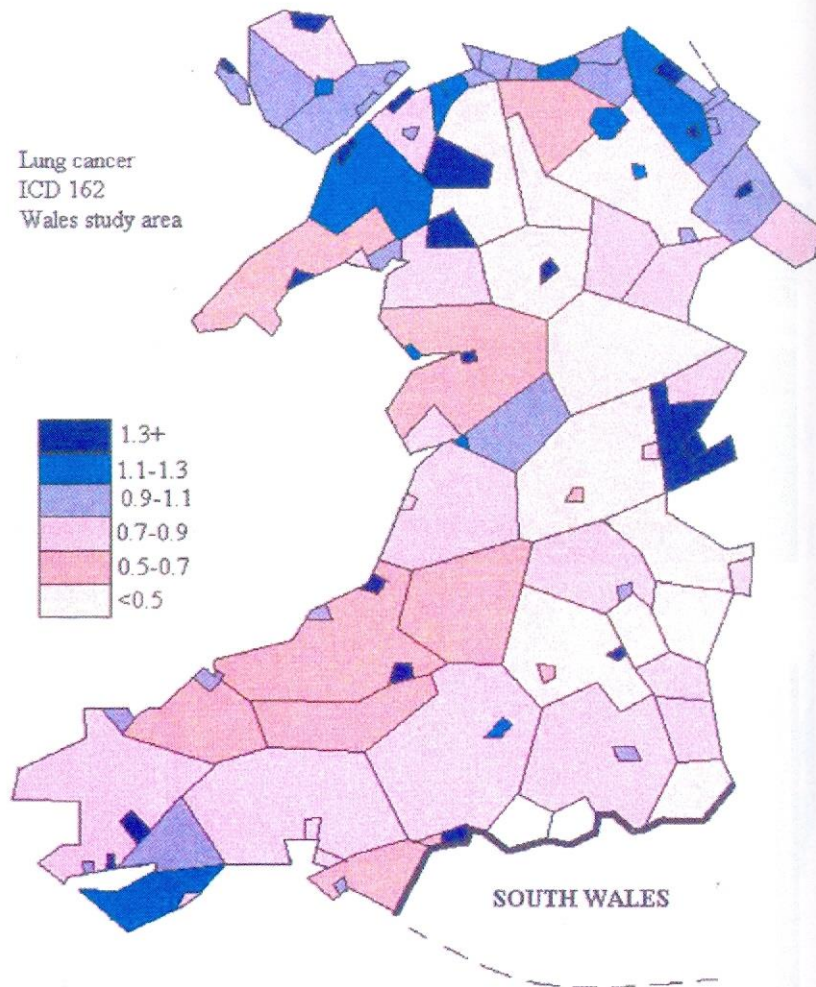 Lung cancer
ICD 162
Wales study area
1.3+
1.1-1.3
0.9-1.1
0.7-0.9
0.5-0.7
<0.5
SOUTH WALES